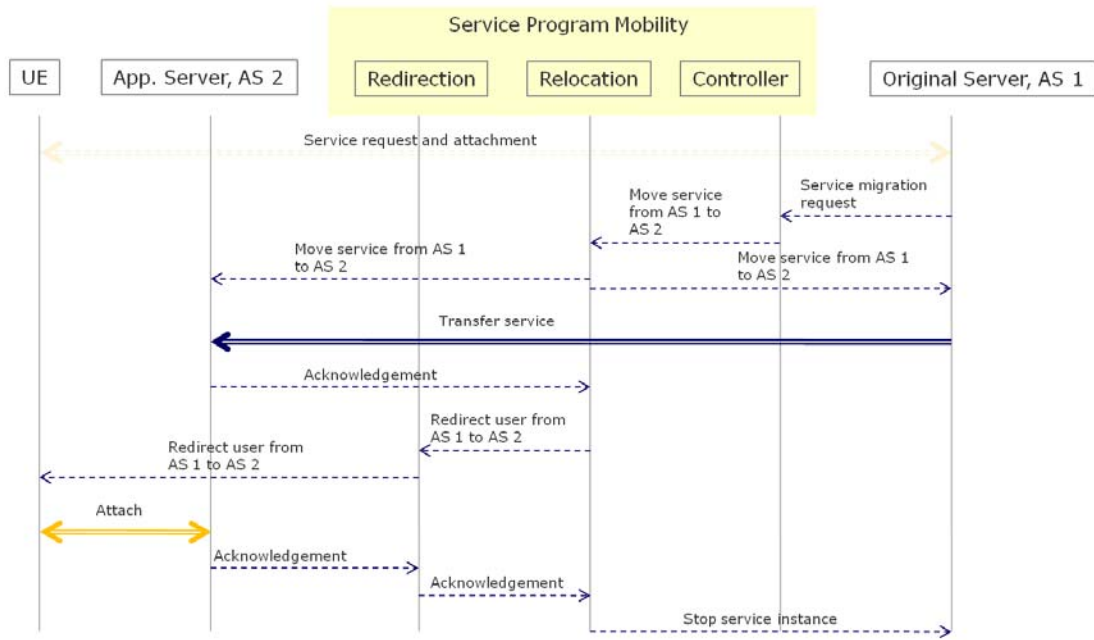 Service Program Mobility
UE
App. Server, AS 2
Redirection
Relocation
Controller
Original Server, AS 1
Service request and attachment
Service migration
request
Move service
from AS 1 to
AS 2
Move service from AS 1
to AS 2
Move service from AS 1
to AS 2
Transfer service
Acknowledgement
Redirect user from
AS 1 to AS 2
Redirect user from
AS 1 to AS 2
Attach
Acknowledgement
Acknowledgement
Stop service instance